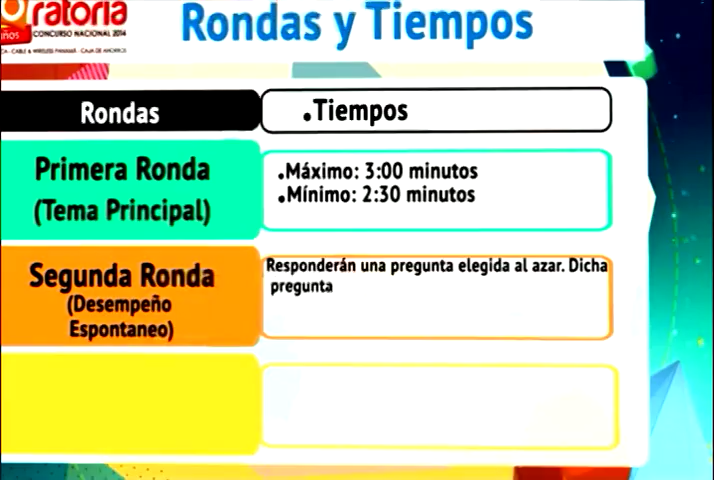 Rondas y Tiempos
ratoria
CONCURSO NACIONAL 2014
Rondas
.Tiempos
Primera Ronda
(Tema Principal)
•Máximo: 3:00 minutos
•Mínimo: 2:30 minutos
Segunda Ronda
(Desempeño
Espontaneo)
Responderán una pregunta elegida al azar. Dicha
pregunta